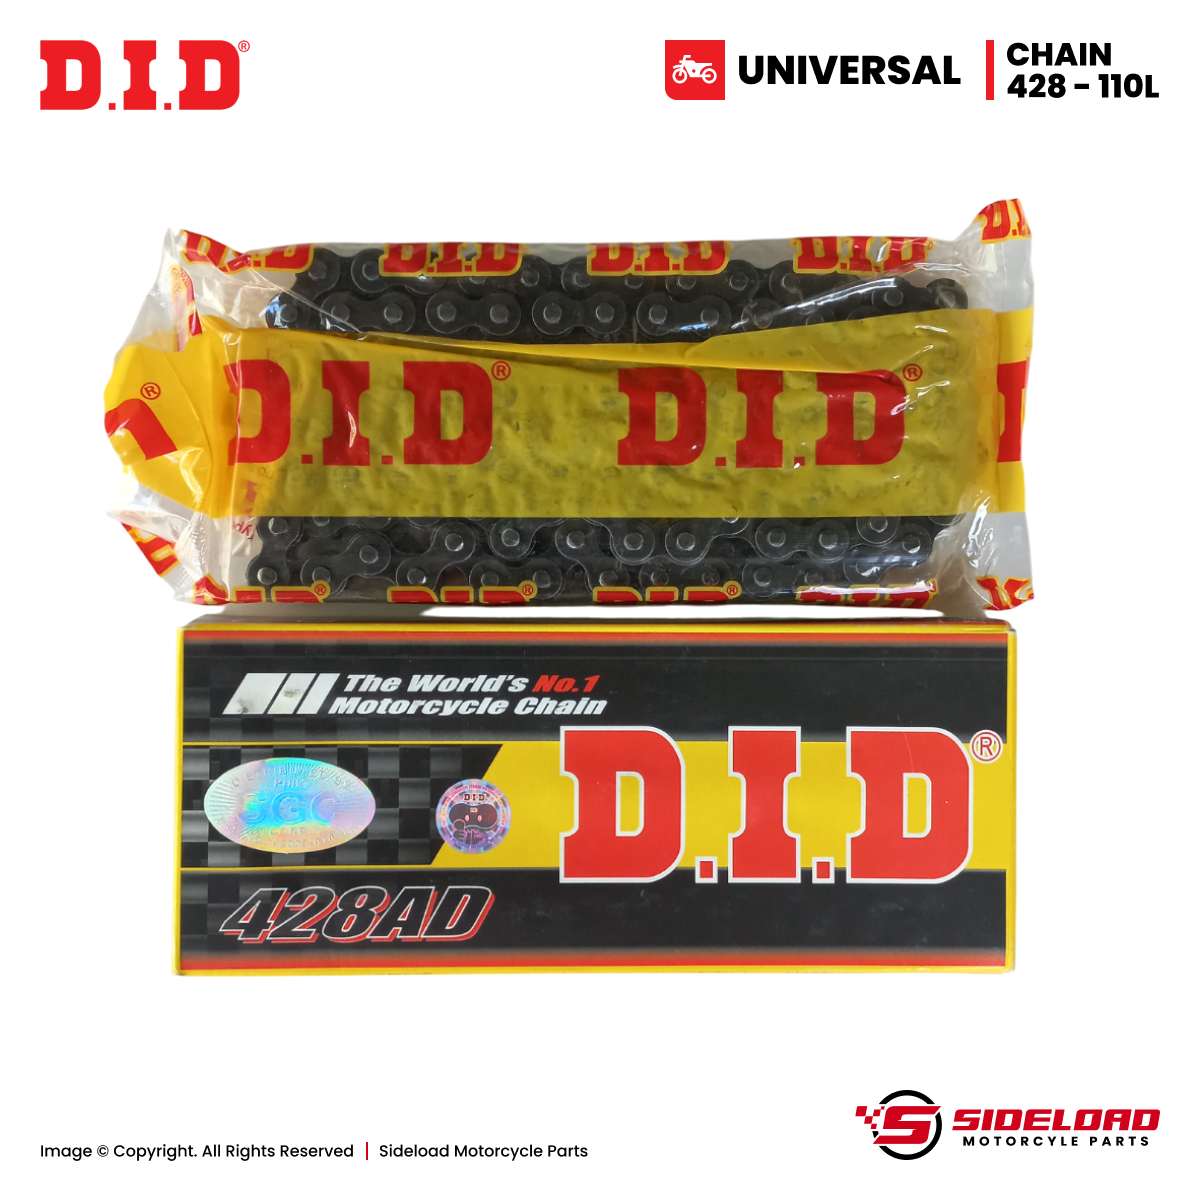 D.I.D®
UNIVERSAL
CHAIN
428 - 110L
D.I.D D.I.D D.I.D D.I.D
D.I.D® D.I.D®
D.I.D® D.I.D® D.I.D® D.I.D
The World's No.1
Motorcycle Chain
D.I.D®
SGC
D.I.D
428AD
SIDELOAD
MOTORCYLE PARTS
Image © Copyright. All Rights Reserved | Sideload Motorcycle Parts